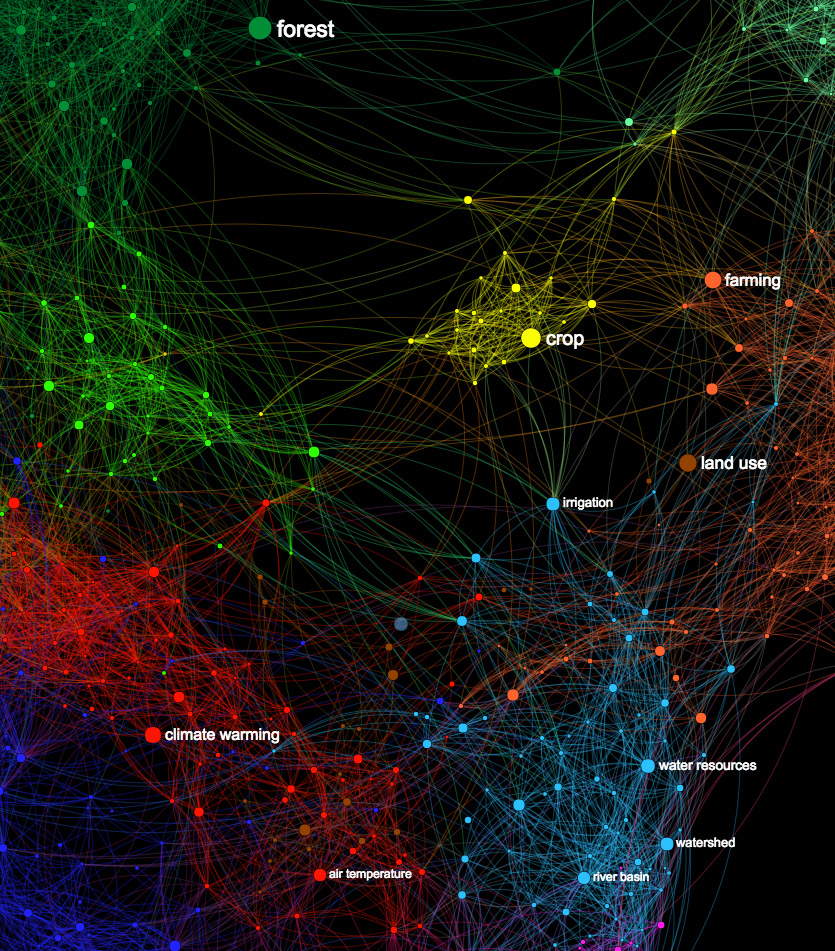 forest
farming
crop
land use
irrigation
climate warming
water resources
watershed
air temperature
river basin